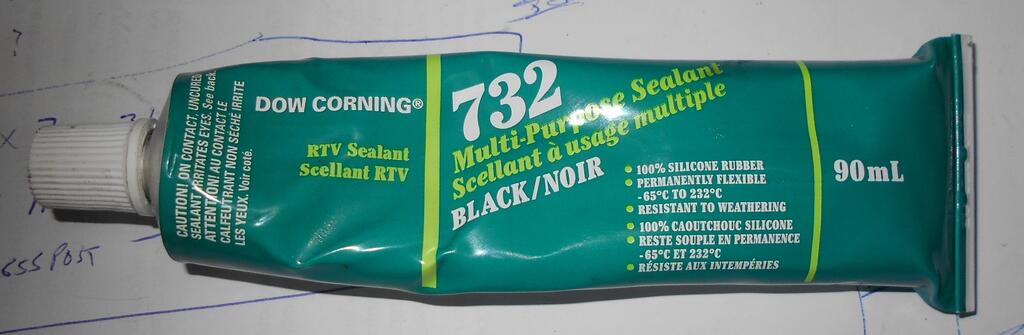 CAUTION! ON CONTACT, UNCURED
SEALANT IRRITATES EYES. See back.
ATTENTION! AU CONTACT LE
CALFEUTRANT NON SÉCHÉ IRRITE
LES YEUX. Voir coté.
DOW CORNING®
RTV Sealant
Scellant RTV
732
Multi-Purpose Sealant
Scellant à usage multiple
BLACK/NOIR
• 100% SILICONE RUBBER
• PERMANENTLY FLEXIBLE
-65°C TO 232°C
• RESISTANT TO WEATHERING
• 100% CAOUTCHOUC SILICONE
• RESTE SOUPLE EN PERMANENCE
-65°C ET 232°C
• RÉSISTE AUX INTEMPÉRIES
90mL
?
POST